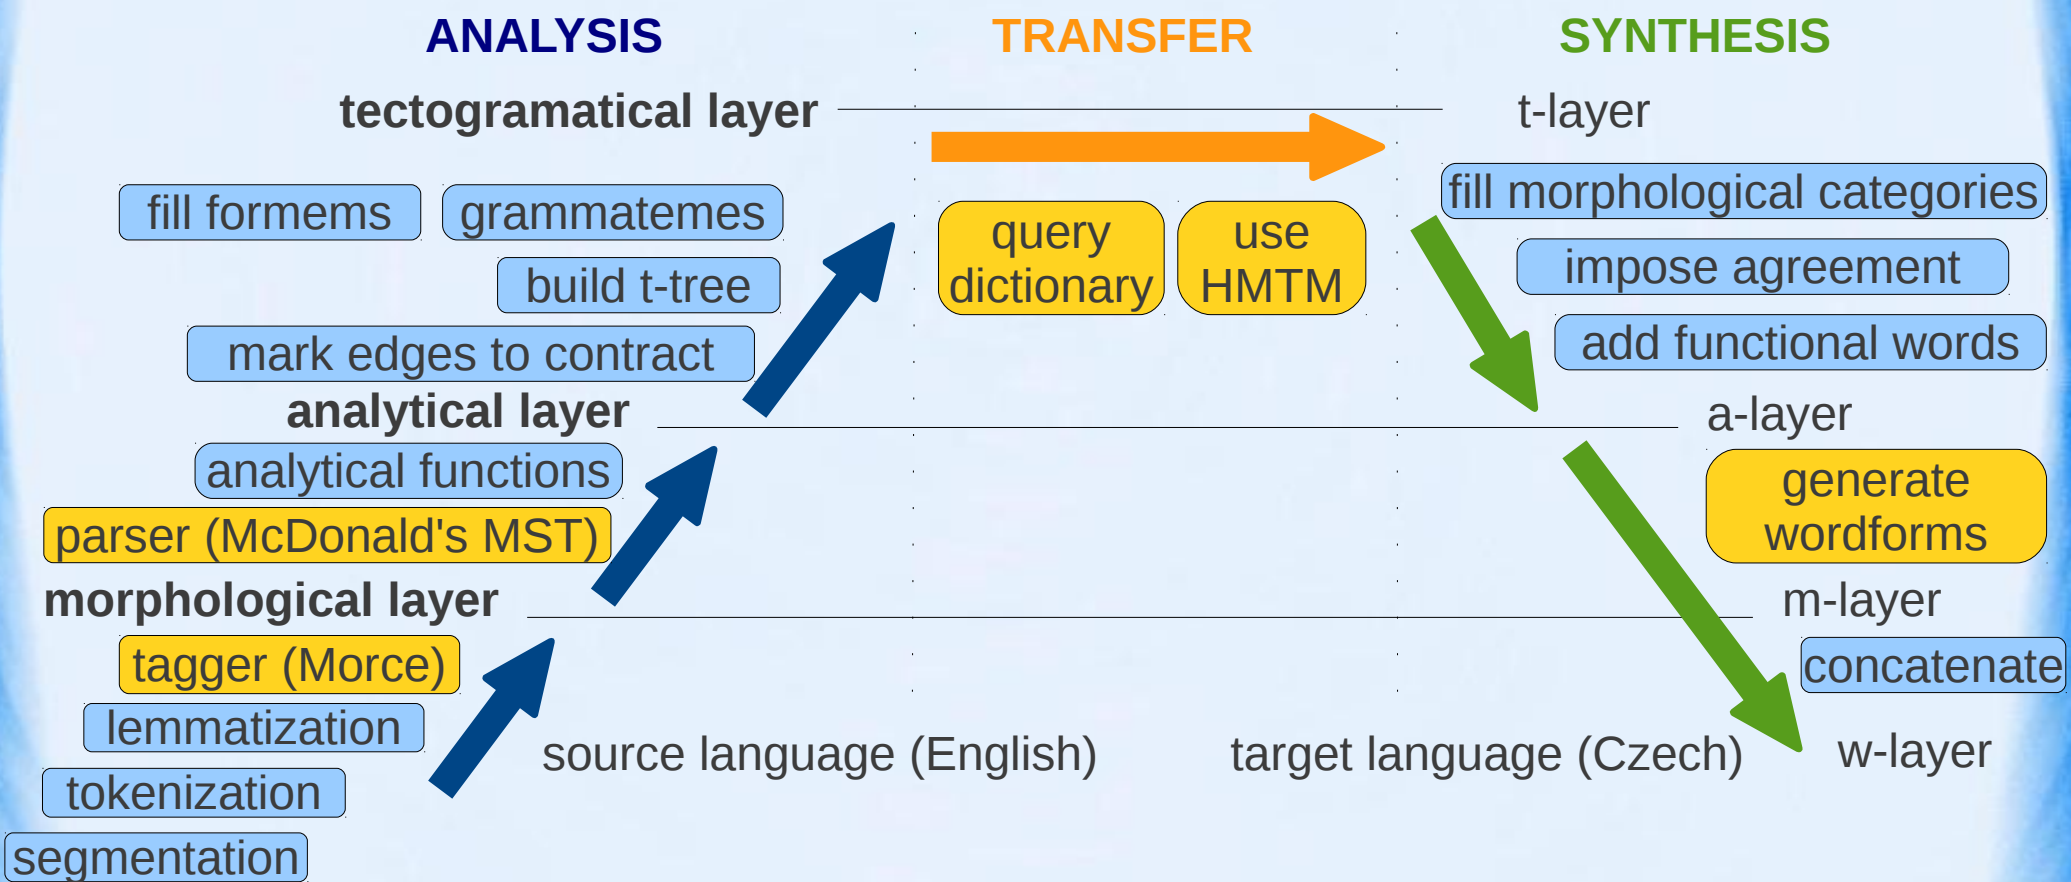 ANALYSIS
TRANSFER
SYNTHESIS
tectogramatical layer
t-layer
fill formems
grammatemes
build t-tree
mark edges to contract
query
dictionary
use
HMTM
fill morphological categories
impose agreement
add functional words
analytical layer
a-layer
analytical functions
parser (McDonald's MST)
generate
wordforms
morphological layer
m-layer
tagger (Morce)
lemmatization
tokenization
segmentation
concatenate
source language (English)
target language (Czech)
w-layer